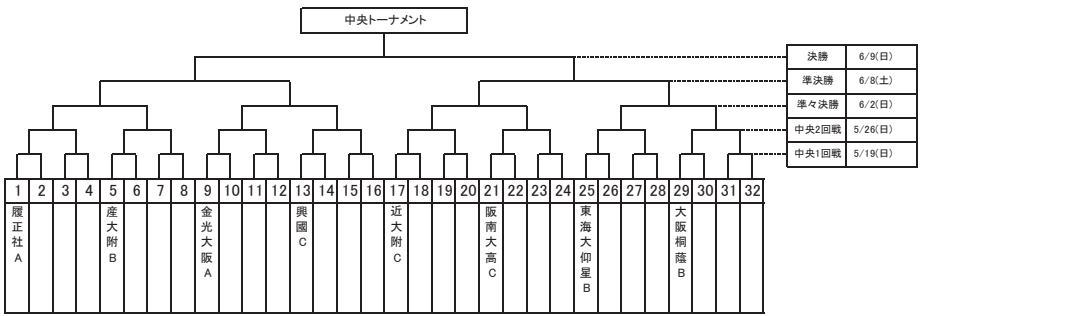 中央トーナメント
決勝 6/9(日)
準決勝 6/8(土)
準々決勝 6/2(日)
中央2回戦 5/26(日)
中央1回戦 5/19(日)
1 2 3 4 5 6 7 8 9 10 11 12 13 14 15 16 17 18 19 20 21 22 23 24 25 26 27 28 29 30 31 32
履正社A
産大附B
金光大阪A
興國C
近大附C
阪南大高C
東海大仰星B
大阪桐蔭B